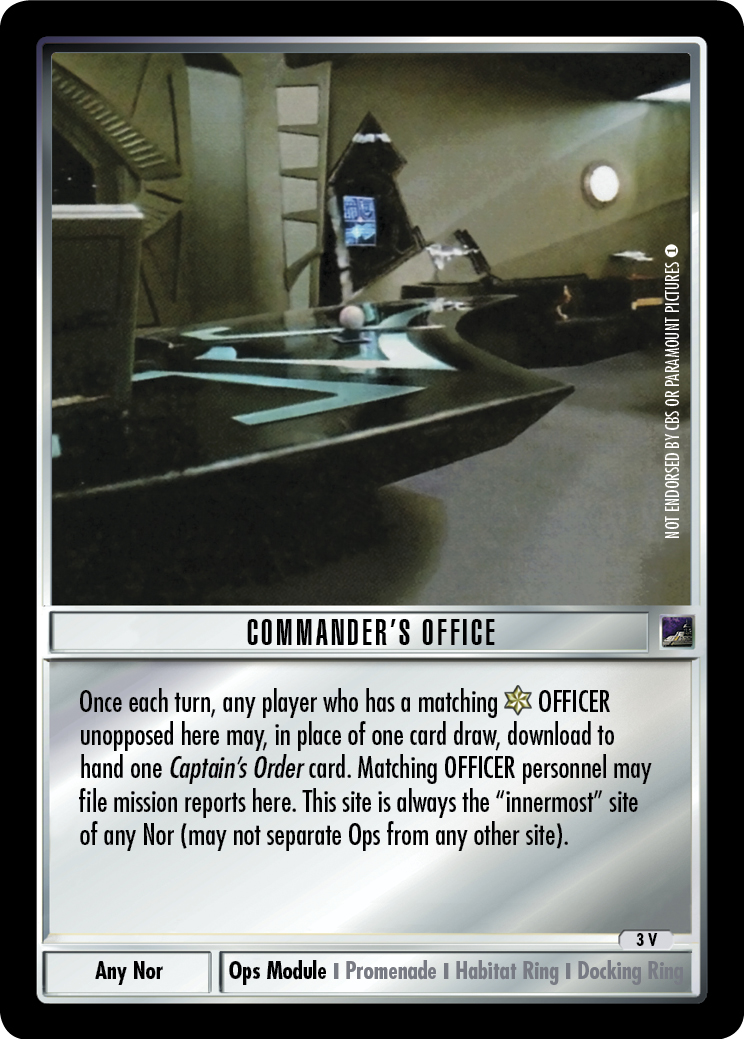 NOT ENDORSED BY CBS OR PARAMOUNT PICTURES 1
COMMANDER'S OFFICE
Once each turn, any player who has a matching OFFICER
unopposed here may, in place of one card draw, download to
hand one Captain's Order card. Matching OFFICER personnel may
file mission reports here. This site is always the “innermost” site
of any Nor (may not separate Ops from any other site).
3 V
Any Nor
Ops Module I Promenade I Habitat Ring I Docking Ring